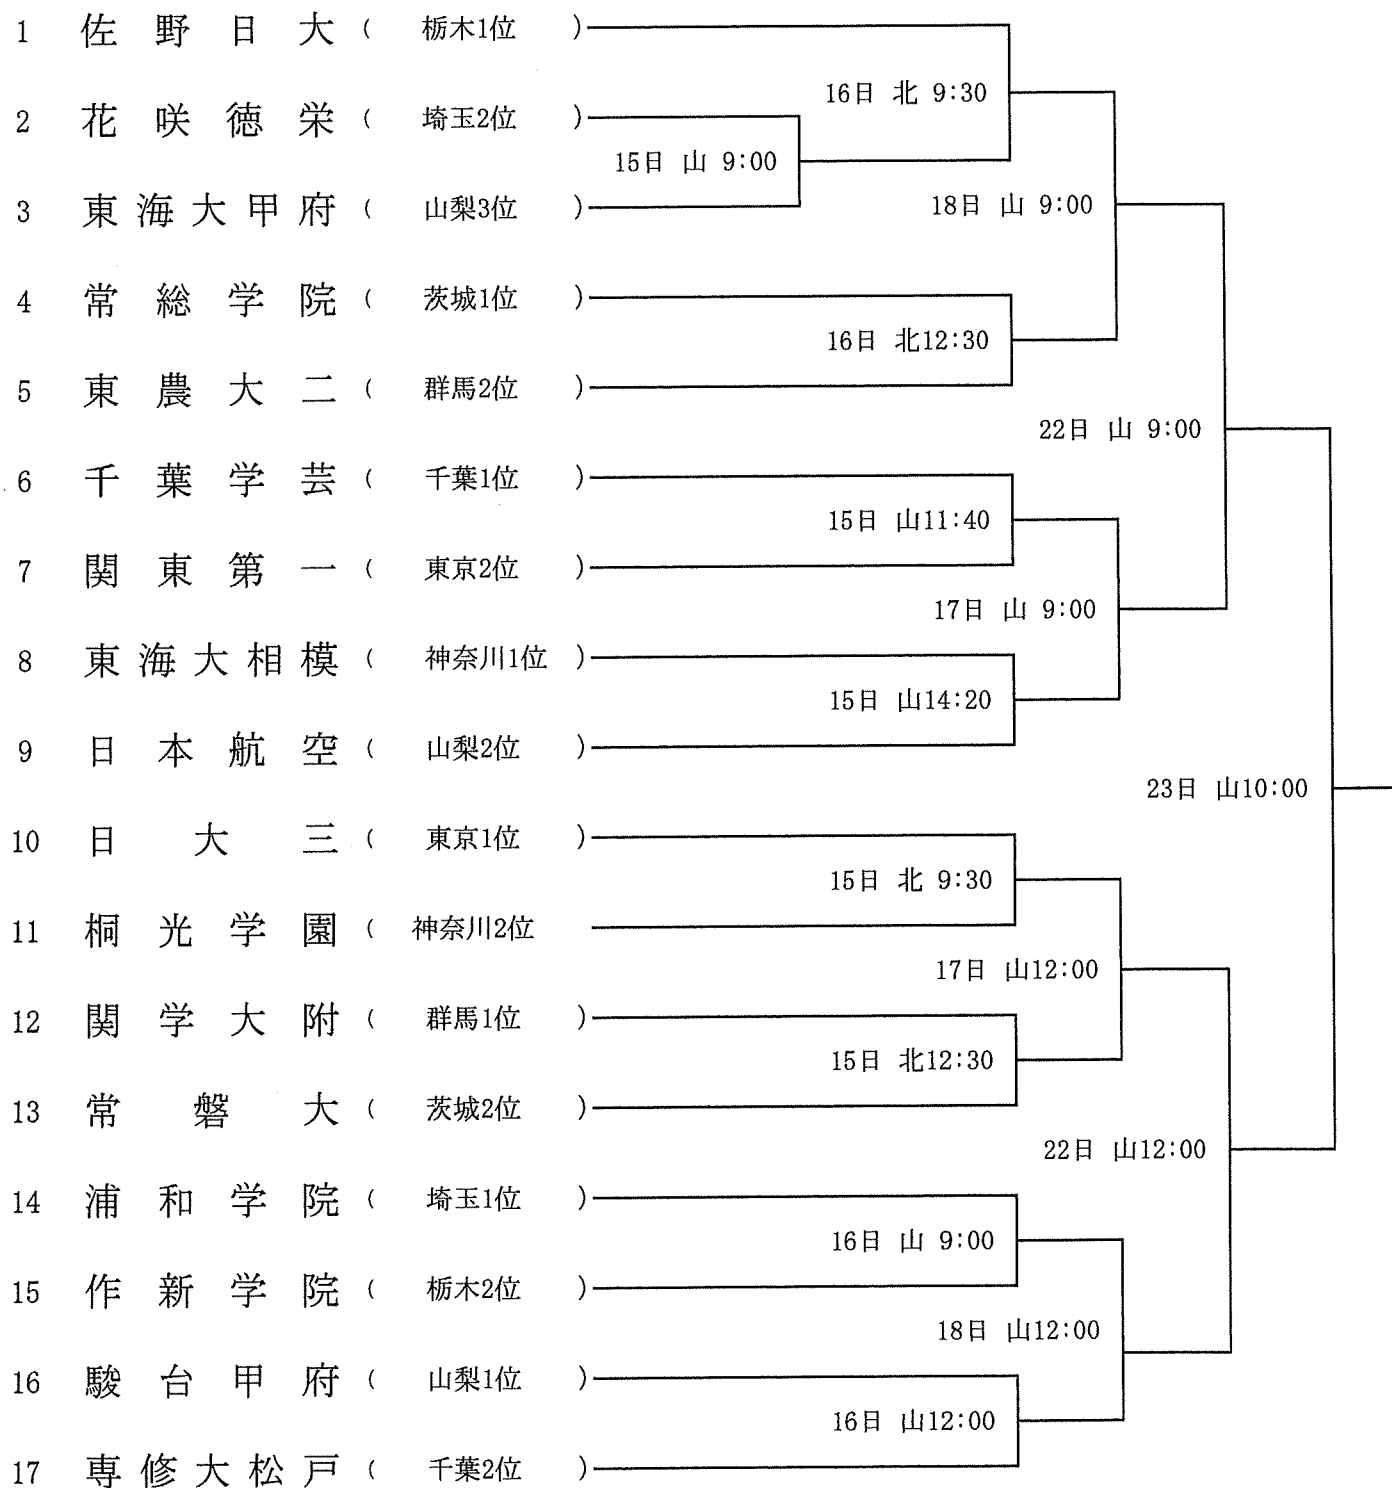 1 佐野日大 ( 栃木1位 )
16日 北 9:30
2 花咲徳栄 ( 埼玉2位 )
15日 山 9:00
3 東海大甲府 ( 山梨3位 )
18日 山 9:00
4 常総学院 ( 茨城1位 )
16日 北12:30
5 東農大二 ( 群馬2位 )
22日 山 9:00
6 千葉学芸 ( 千葉1位 )
15日 山11:40
7 関東第一 ( 東京2位 )
17日 山 9:00
8 東海大相模 ( 神奈川1位 )
15日 山14:20
9 日本航空 ( 山梨2位 )
23日 山10:00
10 日大三 ( 東京1位 )
15日 北 9:30
11 桐光学園 ( 神奈川2位
17日 山12:00
12 関学大附 ( 群馬1位 )
15日 北12:30
13 常磐大 ( 茨城2位 )
22日 山12:00
14 浦和学院 ( 埼玉1位 )
16日 山 9:00
15 作新学院 ( 栃木2位 )
18日 山12:00
16 駿台甲府 ( 山梨1位 )
16日 山12:00
17 専修大松戸 ( 千葉2位 )